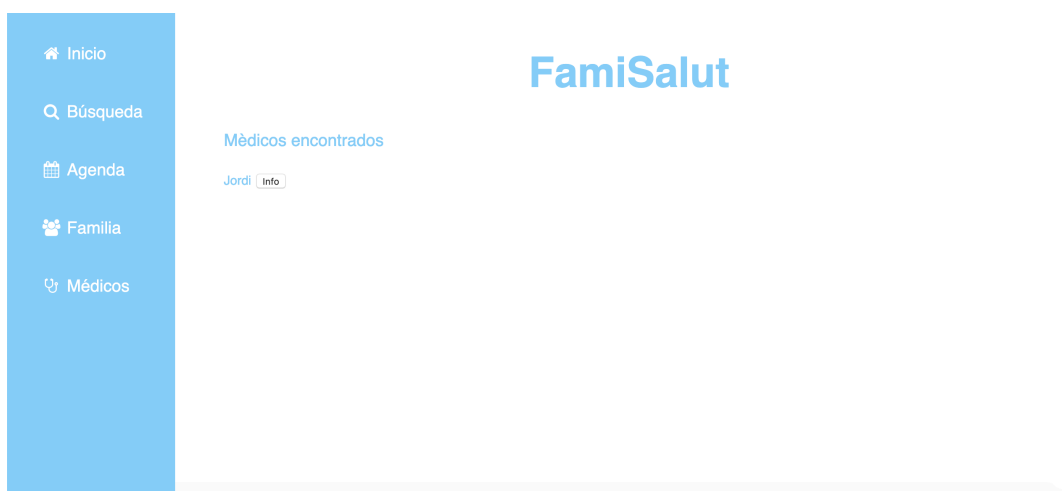 Inicio
Búsqueda
Agenda
Familia
Médicos
FamiSalut
Mèdicos encontrados
Jordi Info